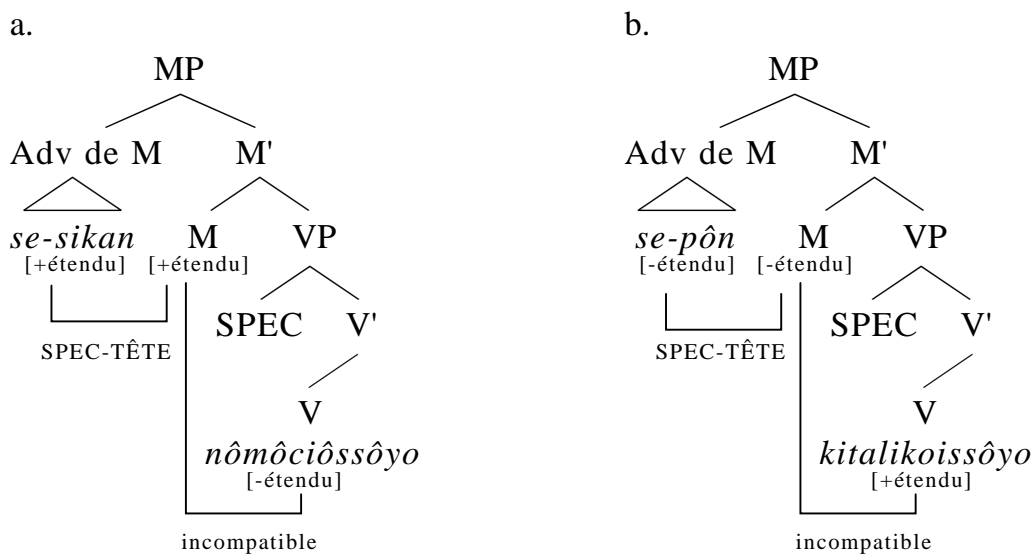 a.
b.
MP
MP
Adv de M
M'
Adv de M
M'
se-sikan
M
VP
se-pôn
M
VP
[+étendu]
[+étendu]
[-étendu]
[-étendu]
SPEC
V'
SPEC
V'
SPEC-TÊTE
SPEC-TÊTE
V
V
nômôciôssôyo
kitalikoissôyo
[-étendu]
[+étendu]
incompatible
incompatible